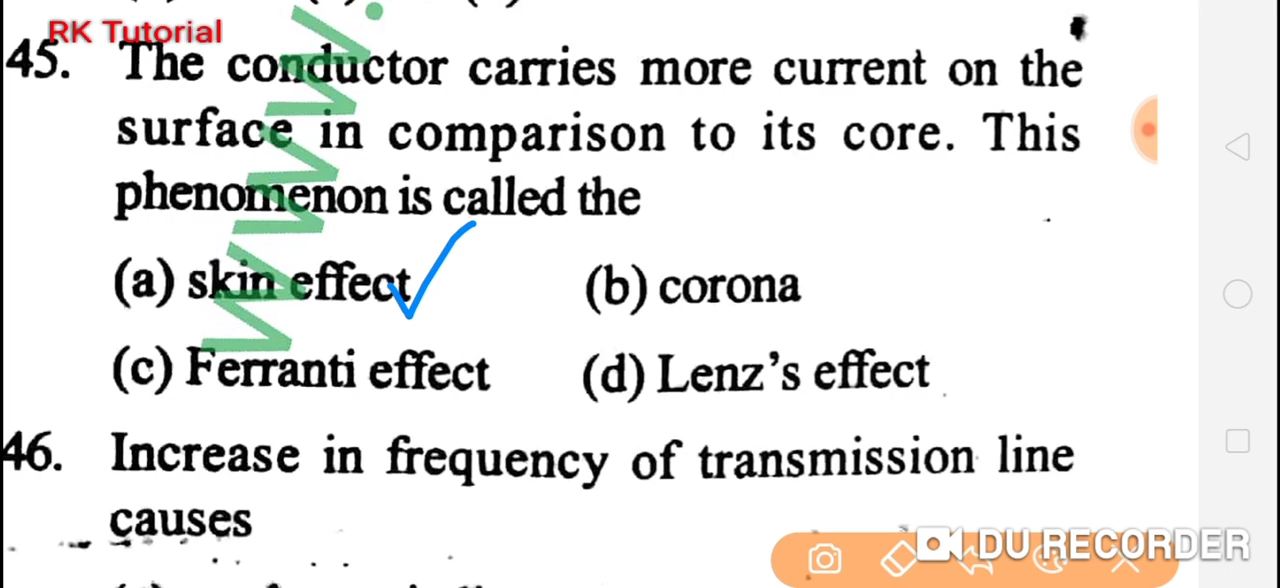 RK Tutorial
45. The conductor carries more current on the
surface in comparison to its core. This
phenomenon is called the
(a) skin effect (b) corona
(c) Ferranti effect (d) Lenz's effect
46. Increase in frequency of transmission line
causes
DU RECORDER
www.